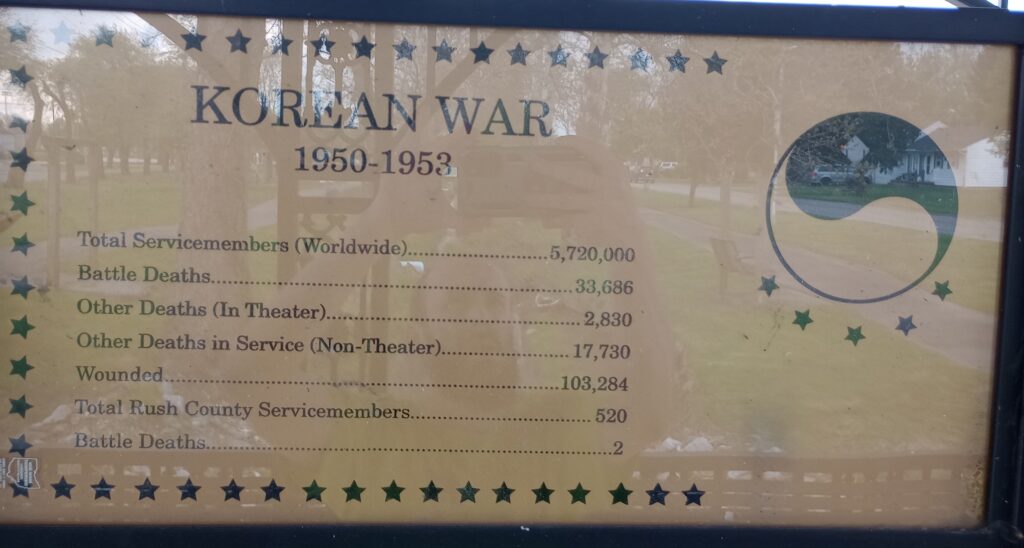 KOREAN WAR
1950-1953
Total Servicemembers (Worldwide)..............................5,720,000
Battle Deaths.......................................................................33,686
Other Deaths (In Theater)....................................................2,830
Other Deaths in Service (Non-Theater)..........................17,730
Wounded................................................................................103,284
Total Rush County Servicemembers.................................... 520
Battle Deaths................................................................................2